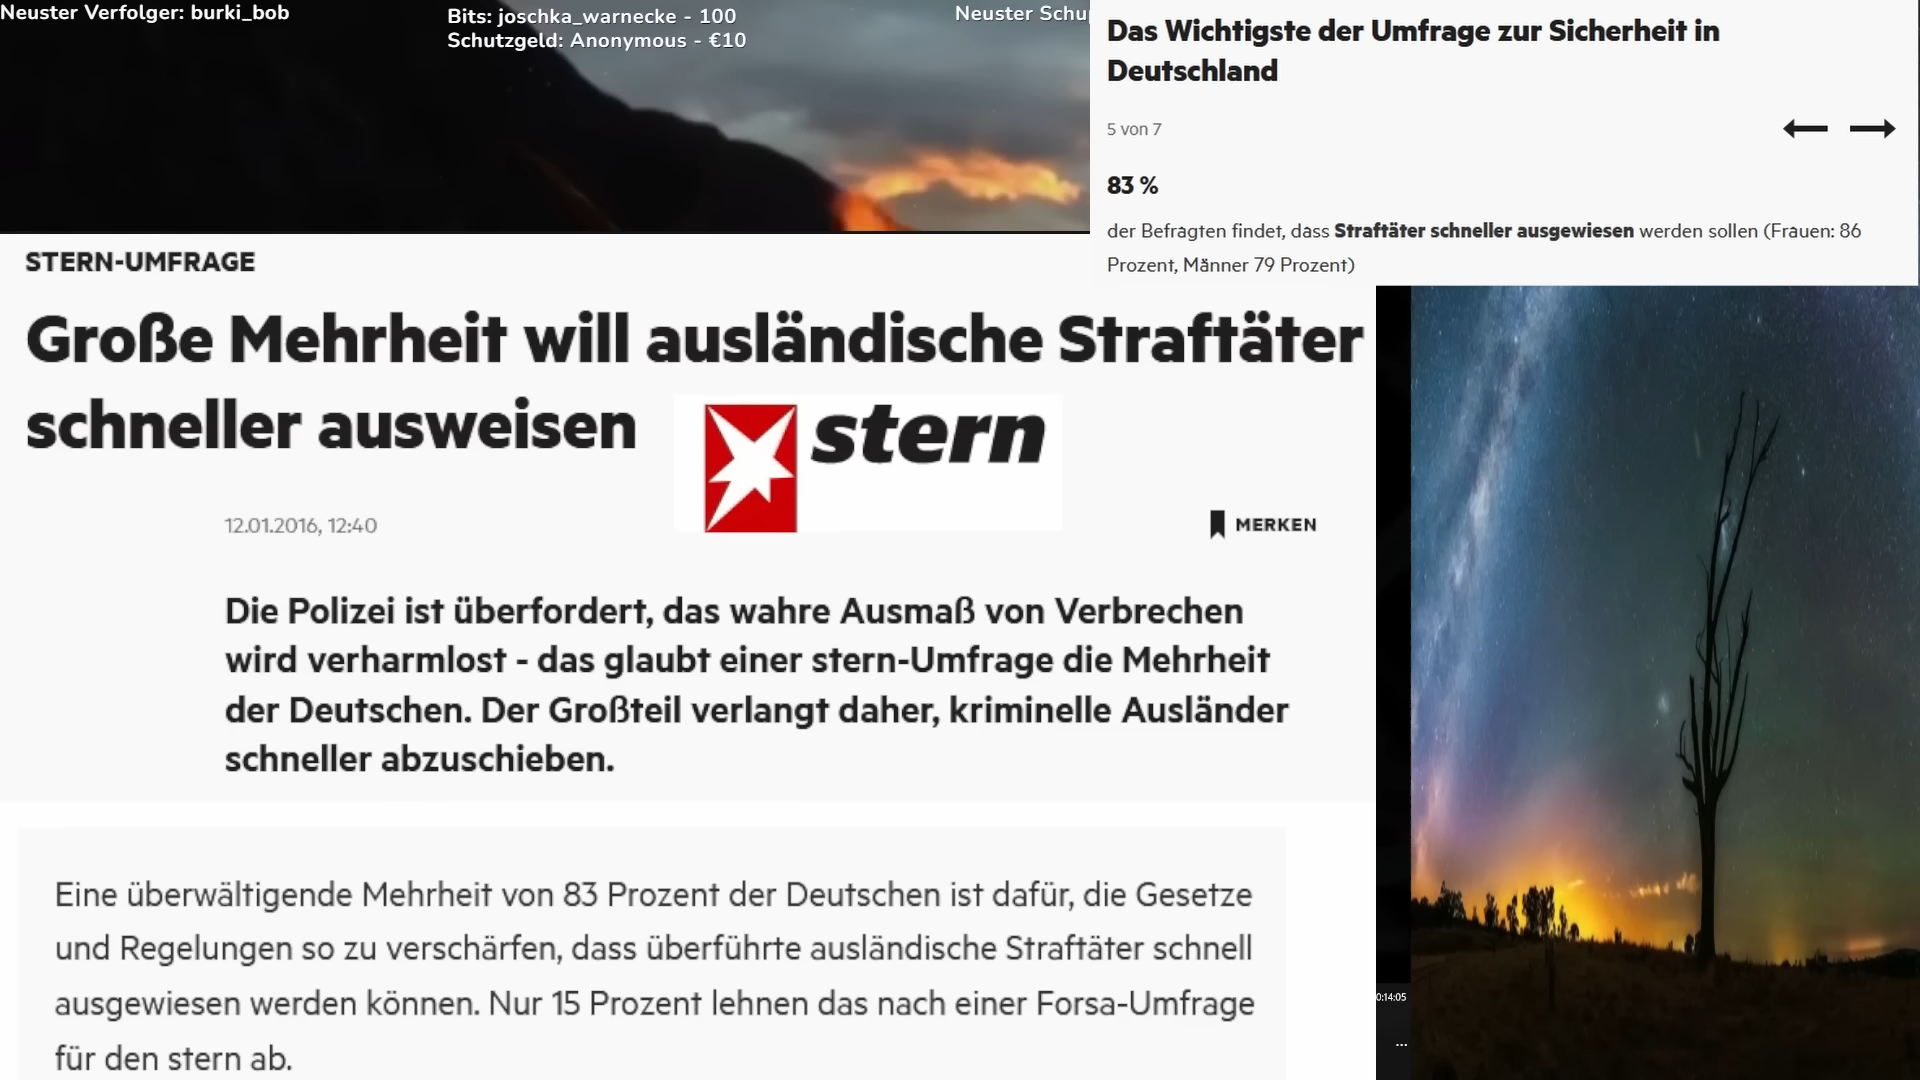 Neuster Verfolger: burki_bob
Bits: joschka_warnecke - 100
Schutzgeld: Anonymous - €10
Neuster Schu
Das Wichtigste der Umfrage zur Sicherheit in
Deutschland
5 von 7
83 %
der Befragten findet, dass Straftäter schneller ausgewiesen werden sollen (Frauen: 86
Prozent, Männer 79 Prozent)
STERN-UMFRAGE
Große Mehrheit will ausländische Straftäter
schneller ausweisen
stern
12.01.2016, 12:40
MERKEN
Die Polizei ist überfordert, das wahre Ausmaß von Verbrechen
wird verharmlost - das glaubt einer stern-Umfrage die Mehrheit
der Deutschen. Der Großteil verlangt daher, kriminelle Ausländer
schneller abzuschieben.
Eine überwältigende Mehrheit von 83 Prozent der Deutschen ist dafür, die Gesetze
und Regelungen so zu verschärfen, dass überführte ausländische Straftäter schnell
ausgewiesen werden können. Nur 15 Prozent lehnen das nach einer Forsa-Umfrage
für den stern ab.
0:14:05
...